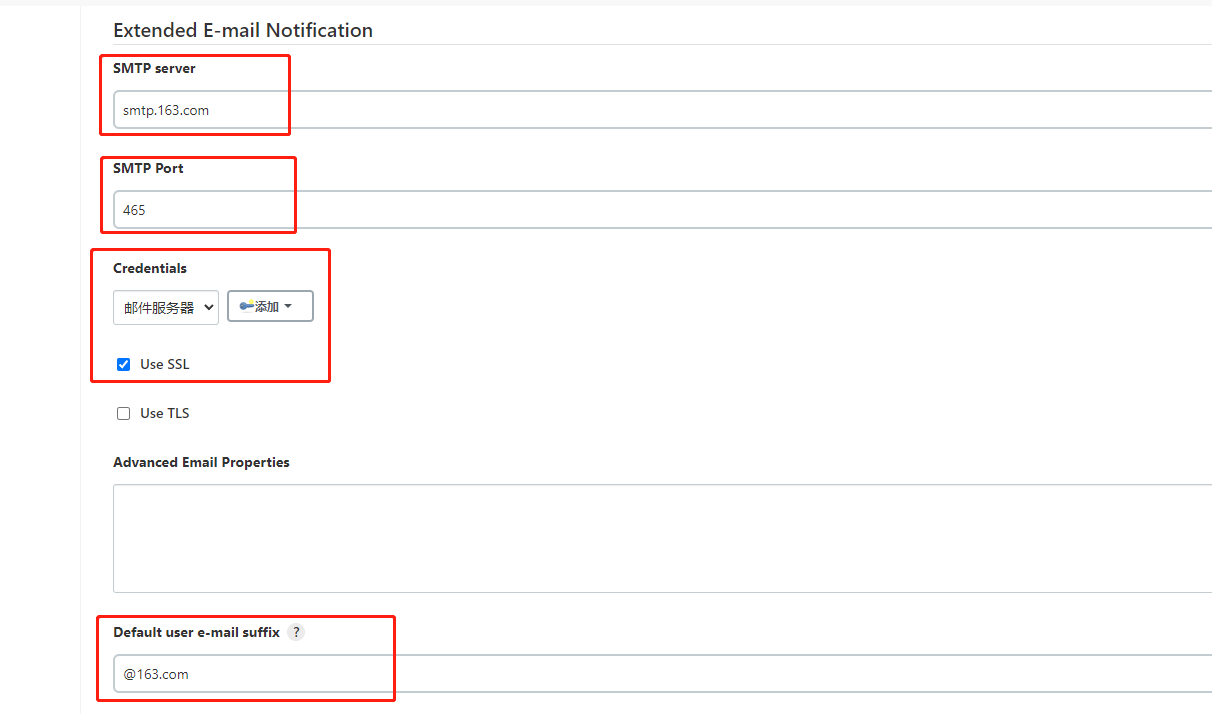 Extended E-mail Notification
SMTP server
smtp.163.com
SMTP Port
465
Credentials
邮件服务器 添加
Use SSL
Use TLS
Advanced Email Properties
Default user e-mail suffix ?
@163.com